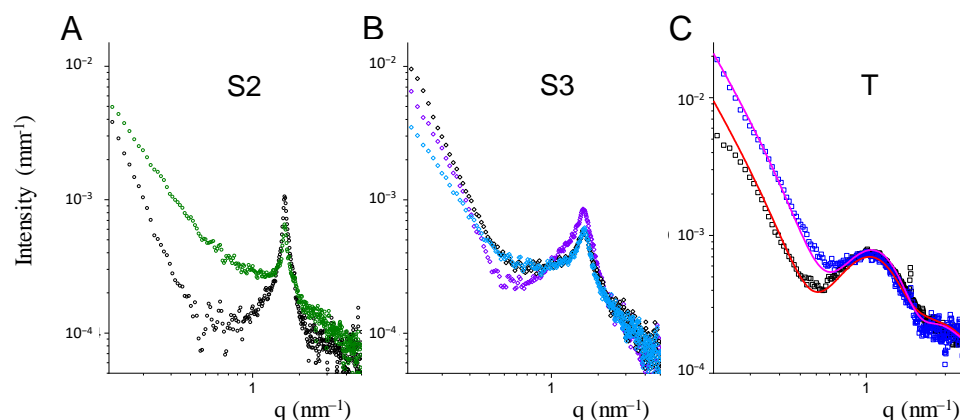 A
B
C
S2
S3
T
Intensity (mm⁻¹)
10⁻²
10⁻³
10⁻⁴
10⁻²
10⁻³
10⁻⁴
10⁻²
10⁻³
10⁻⁴
1
1
1
q (nm⁻¹)
q (nm⁻¹)
q (nm⁻¹)